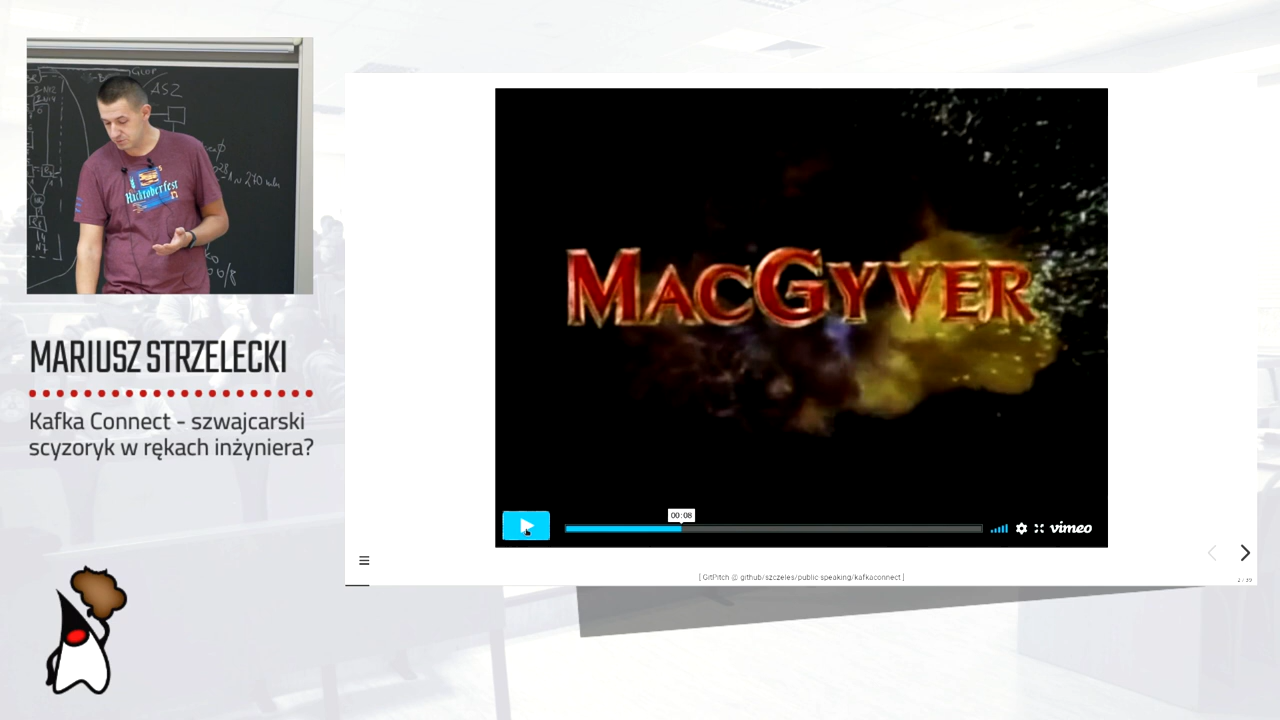 ASZ
Hacktoberfest
MARIUSZ STRZELECKI
Kafka Connect - szwajcarski
scyzoryk w rękach inżyniera?
MACGYVER
00:08
vimeo
[ GitPitch @ github/szczeles/public-speaking/kafkaconnect ]